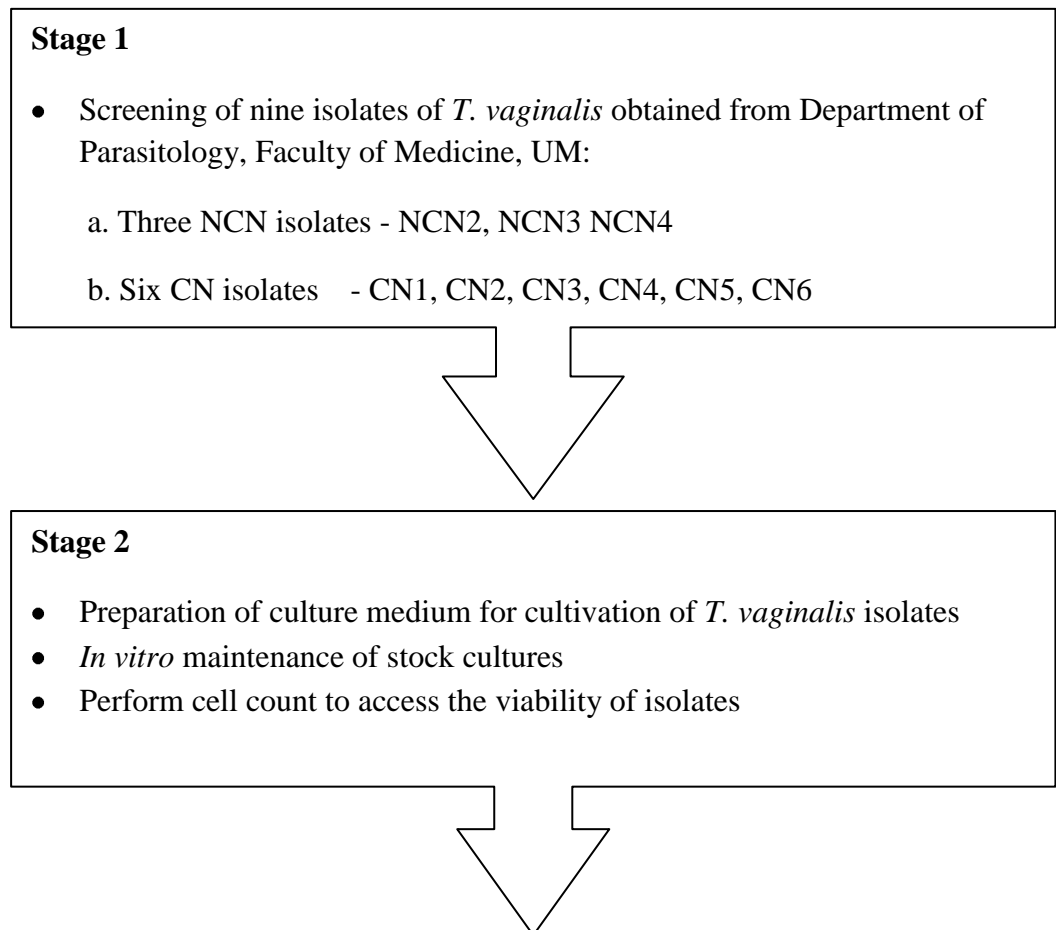 Stage 1
• Screening of nine isolates of T. vaginalis obtained from Department of
Parasitology, Faculty of Medicine, UM:
a. Three NCN isolates - NCN2, NCN3 NCN4
b. Six CN isolates - CN1, CN2, CN3, CN4, CN5, CN6
Stage 2
• Preparation of culture medium for cultivation of T. vaginalis isolates
• In vitro maintenance of stock cultures
• Perform cell count to access the viability of isolates